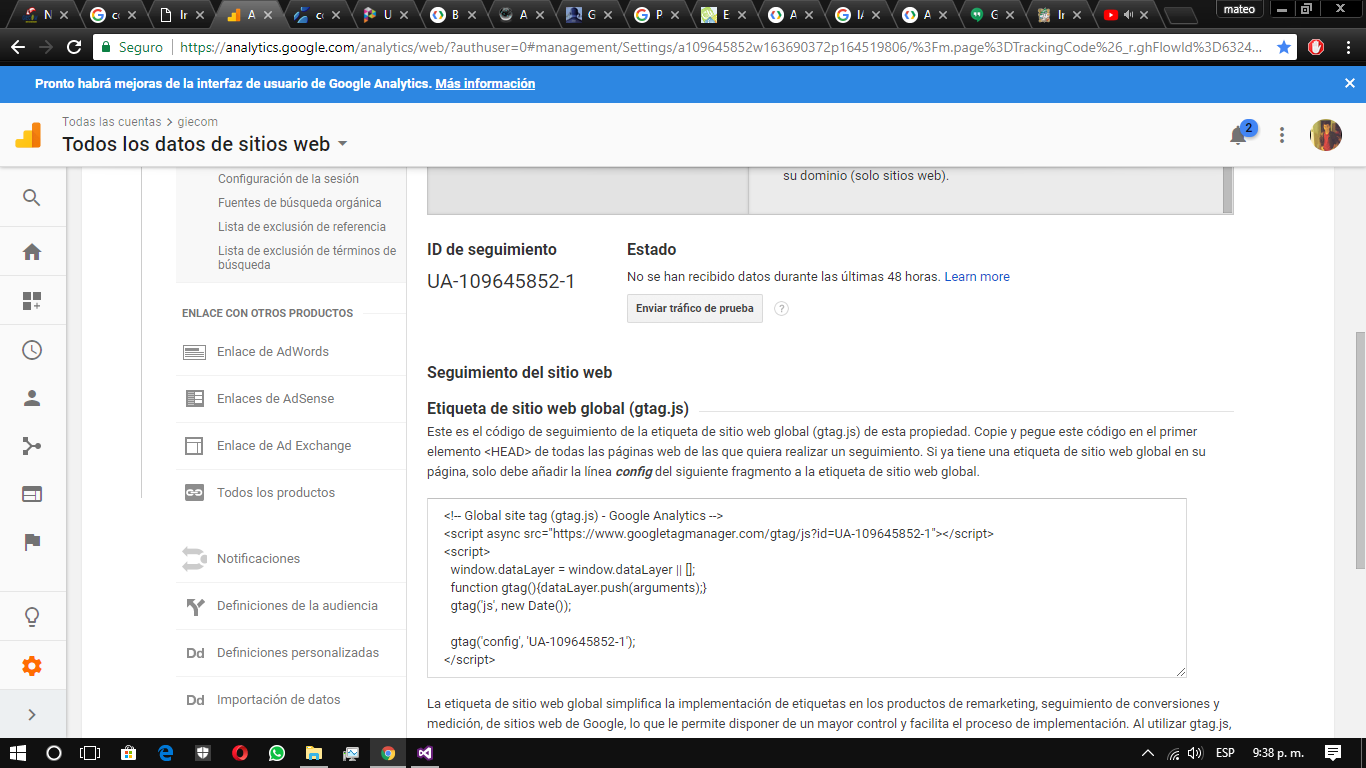 N
co
In
A
co
U
B
A
G
P
E
A
IA
A
G
In
mateo
Seguro
https://analytics.google.com/analytics/web/?authuser=0#management/Settings/a109645852w163690372p164519806/%3Fm.page%3DTrackingCode%26_r.ghFlowId%3D6324...
Pronto habrá mejoras de la interfaz de usuario de Google Analytics. Más información
Todas las cuentas > giecom
Todos los datos de sitios web
2
Configuración de la sesión
Fuentes de búsqueda orgánica
Lista de exclusión de referencia
Lista de exclusión de términos de
búsqueda
ENLACE CON OTROS PRODUCTOS
Enlace de AdWords
Enlaces de AdSense
Enlace de Ad Exchange
Todos los productos
Notificaciones
Definiciones de la audiencia
Dd Definiciones personalizadas
Dd Importación de datos
su dominio (solo sitios web).
ID de seguimiento
UA-109645852-1
Estado
No se han recibido datos durante las últimas 48 horas. Learn more
Enviar tráfico de prueba ?
Seguimiento del sitio web
Etiqueta de sitio web global (gtag.js)
Este es el código de seguimiento de la etiqueta de sitio web global (gtag.js) de esta propiedad. Copie y pegue este código en el primer
elemento <HEAD> de todas las páginas web de las que quiera realizar un seguimiento. Si ya tiene una etiqueta de sitio web global en su
página, solo debe añadir la línea config del siguiente fragmento a la etiqueta de sitio web global.
<!-- Global site tag (gtag.js) - Google Analytics -->
<script async src="https://www.googletagmanager.com/gtag/js?id=UA-109645852-1"></script>
<script>
window.dataLayer = window.dataLayer || [];
function gtag(){dataLayer.push(arguments);}
gtag('js', new Date());
gtag('config', 'UA-109645852-1');
</script>
La etiqueta de sitio web global simplifica la implementación de etiquetas en los productos de remarketing, seguimiento de conversiones y
medición, de sitios web de Google, lo que le permite disponer de un mayor control y facilita el proceso de implementación. Al utilizar gtag.js,
ESP
9:38 p. m.